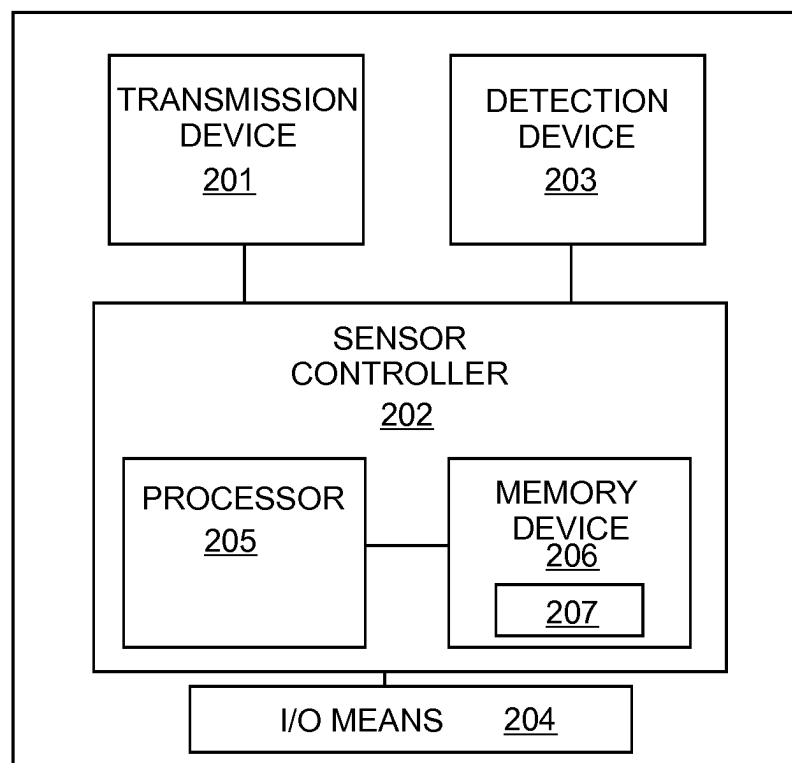 TRANSMISSION
DEVICE
201
DETECTION
DEVICE
203
SENSOR
CONTROLLER
202
PROCESSOR
205
MEMORY
DEVICE
206
207
I/O MEANS 204